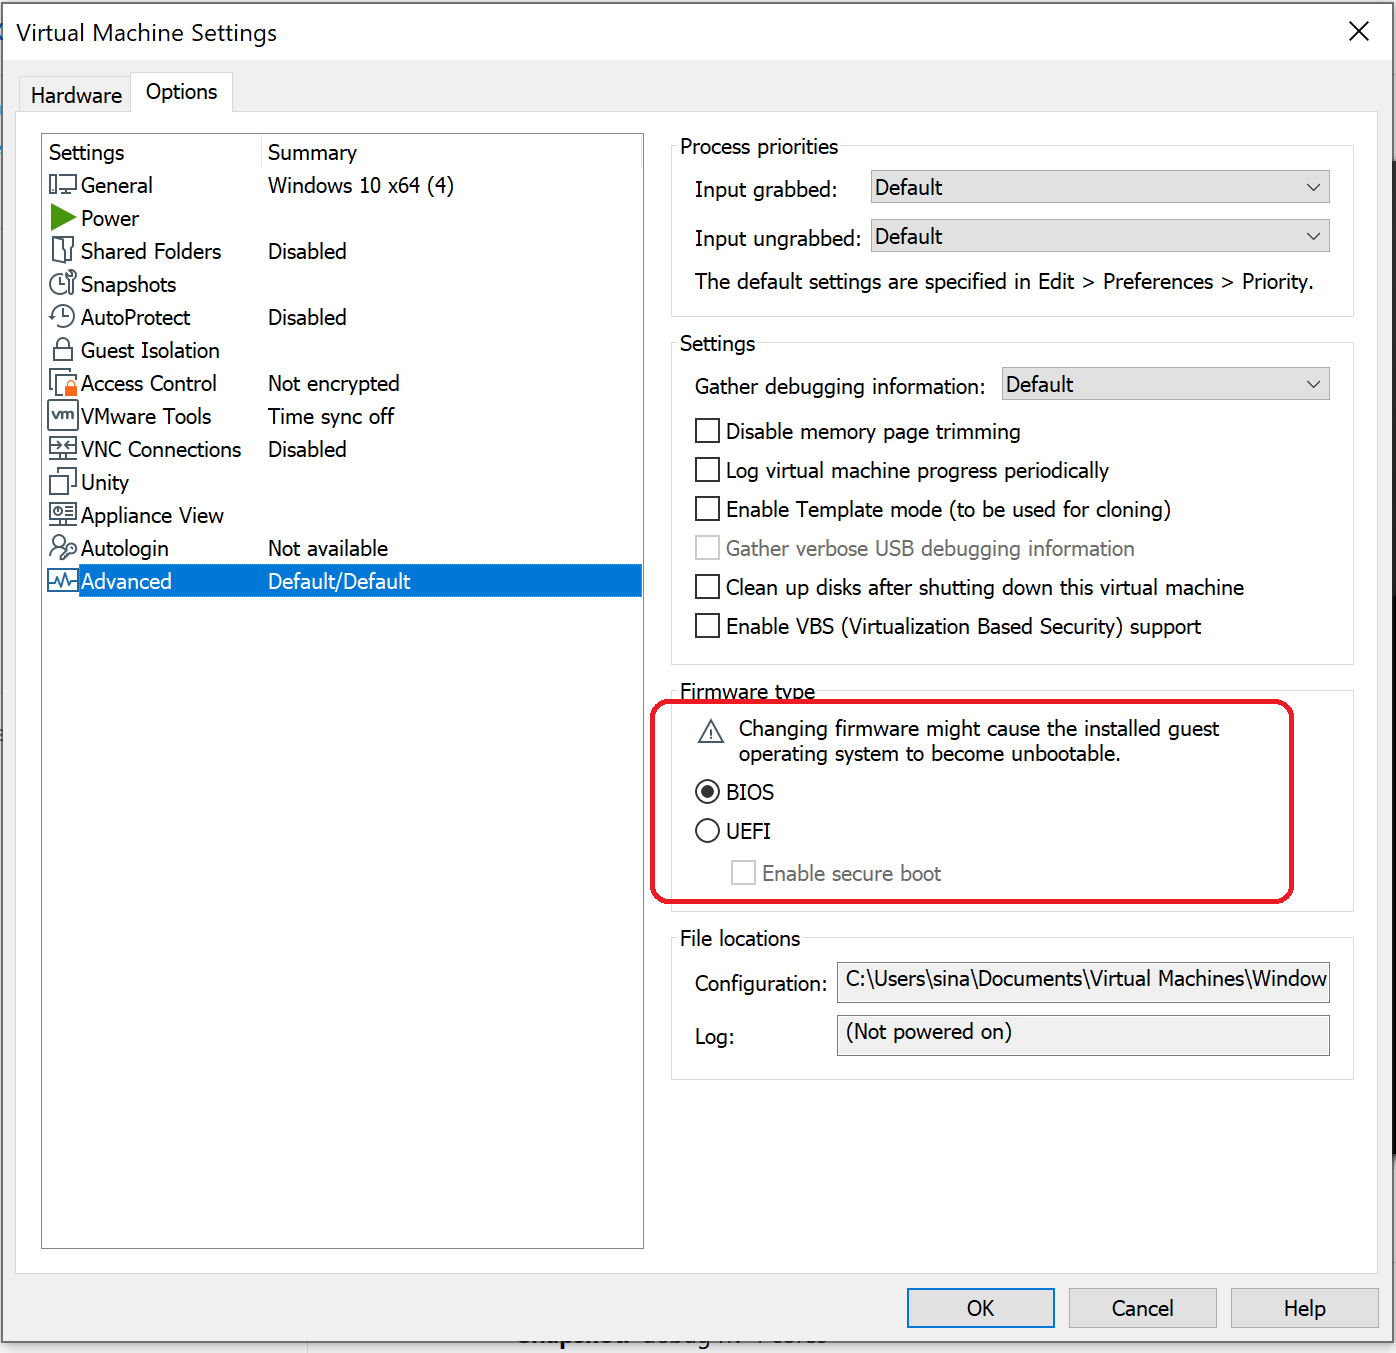 Virtual Machine Settings
Hardware
Options
Settings Summary
General Windows 10 x64 (4)
Power
Shared Folders Disabled
Snapshots
AutoProtect Disabled
Guest Isolation
Access Control Not encrypted
vm VMware Tools Time sync off
VNC Connections Disabled
Unity
Appliance View
Autologin Not available
Advanced Default/Default
Process priorities
Input grabbed: Default
Input ungrabbed: Default
The default settings are specified in Edit > Preferences > Priority.
Settings
Gather debugging information: Default
Disable memory page trimming
Log virtual machine progress periodically
Enable Template mode (to be used for cloning)
Gather verbose USB debugging information
Clean up disks after shutting down this virtual machine
Enable VBS (Virtualization Based Security) support
Firmware type
Changing firmware might cause the installed guest
operating system to become unbootable.
BIOS
UEFI
Enable secure boot
File locations
Configuration: C:\Users\sina\Documents\Virtual Machines\Window
Log: (Not powered on)
OK Cancel Help